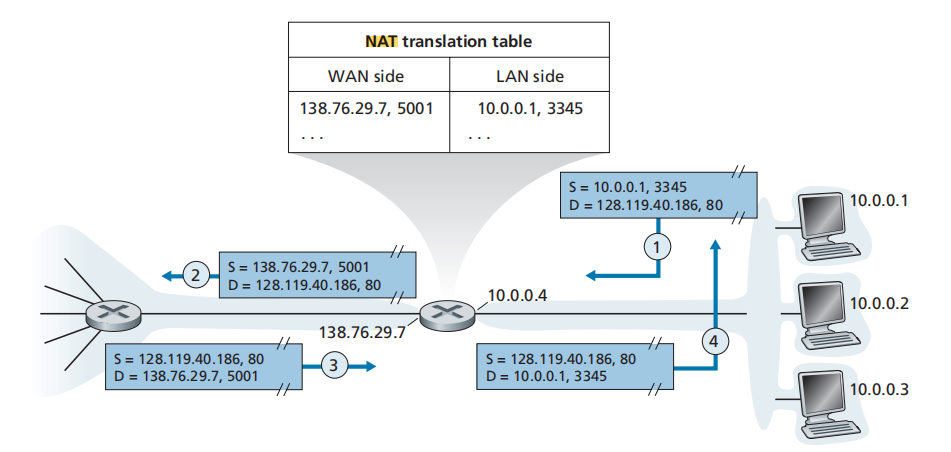 NAT translation table
WAN side
LAN side
138.76.29.7, 5001
10.0.0.1, 3345
. . .
. . .
S = 10.0.0.1, 3345
D = 128.119.40.186, 80
10.0.0.1
1
2
S = 138.76.29.7, 5001
D = 128.119.40.186, 80
10.0.0.4
10.0.0.2
138.76.29.7
S = 128.119.40.186, 80
D = 138.76.29.7, 5001
3
S = 128.119.40.186, 80
D = 10.0.0.1, 3345
4
10.0.0.3